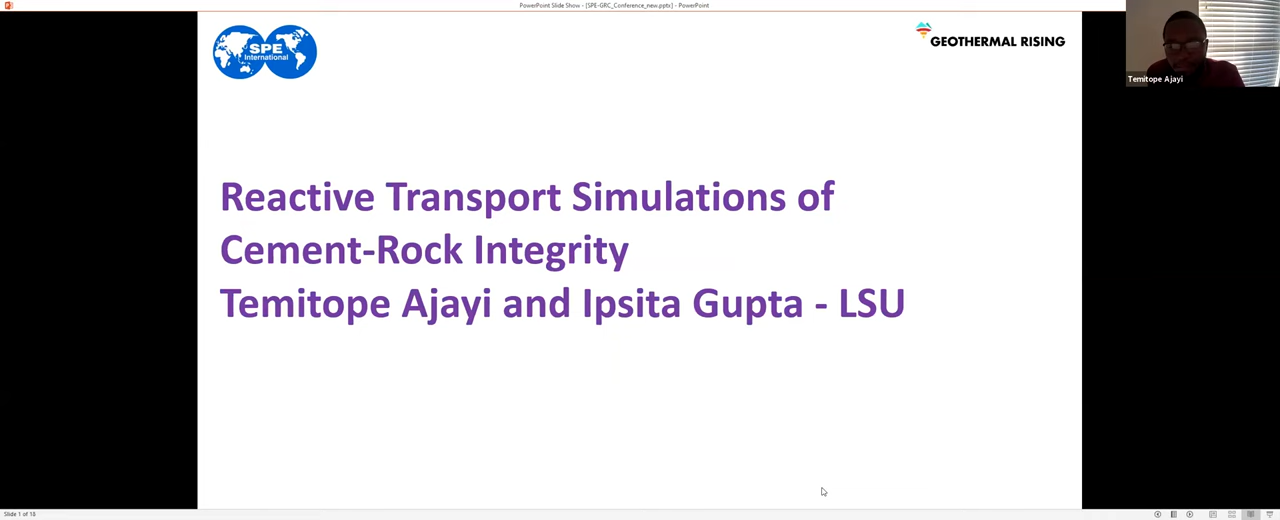 PowerPoint Slide Show - [SPE-GRC_Conference_new.pptx] - PowerPoint
SPE
International
GEOTHERMAL RISING
Temitope Ajayi
Reactive Transport Simulations of
Cement-Rock Integrity
Temitope Ajayi and Ipsita Gupta - LSU
Slide 1 of 18